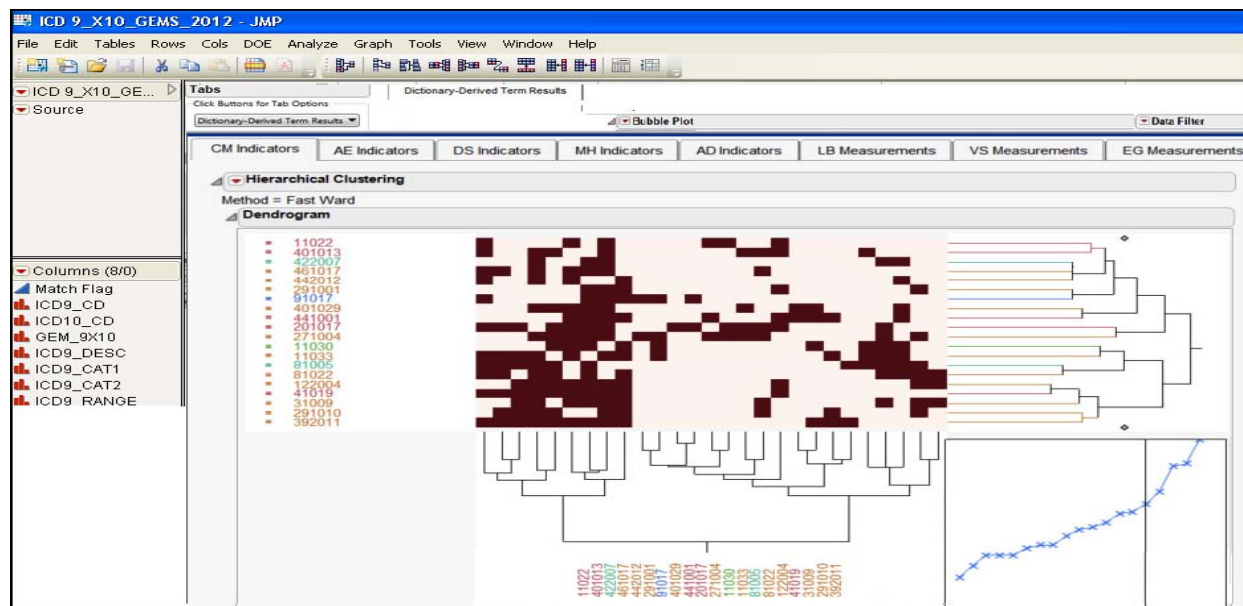 ICD 9_X10_GEMS_2012 - JMP
File Edit Tables Rows Cols DOE Analyze Graph Tools View Window Help
ICD 9_X10_GE...
Source
Tabs
Dictionary-Derived Term Results
Click Buttons for Tab Options
Dictionary-Derived Term Results
Bubble Plot
Data Filter
CM Indicators AE Indicators DS Indicators MH Indicators AD Indicators LB Measurements VS Measurements EG Measurements
Hierarchical Clustering
Method = Fast Ward
Dendrogram
11022
401013
422007
461017
442012
291001
91017
401029
441001
201017
271004
11030
11033
81005
81022
122004
41019
31009
291010
392011
Columns (8/0)
Match Flag
ICD9_CD
ICD10_CD
GEM_9X10
ICD9_DESC
ICD9_CAT1
ICD9_CAT2
ICD9_RANGE
11022
401013
422007
461017
442012
291001
91017
401029
441001
201017
271004
11030
11033
81005
81022
122004
41019
31009
291010
392011